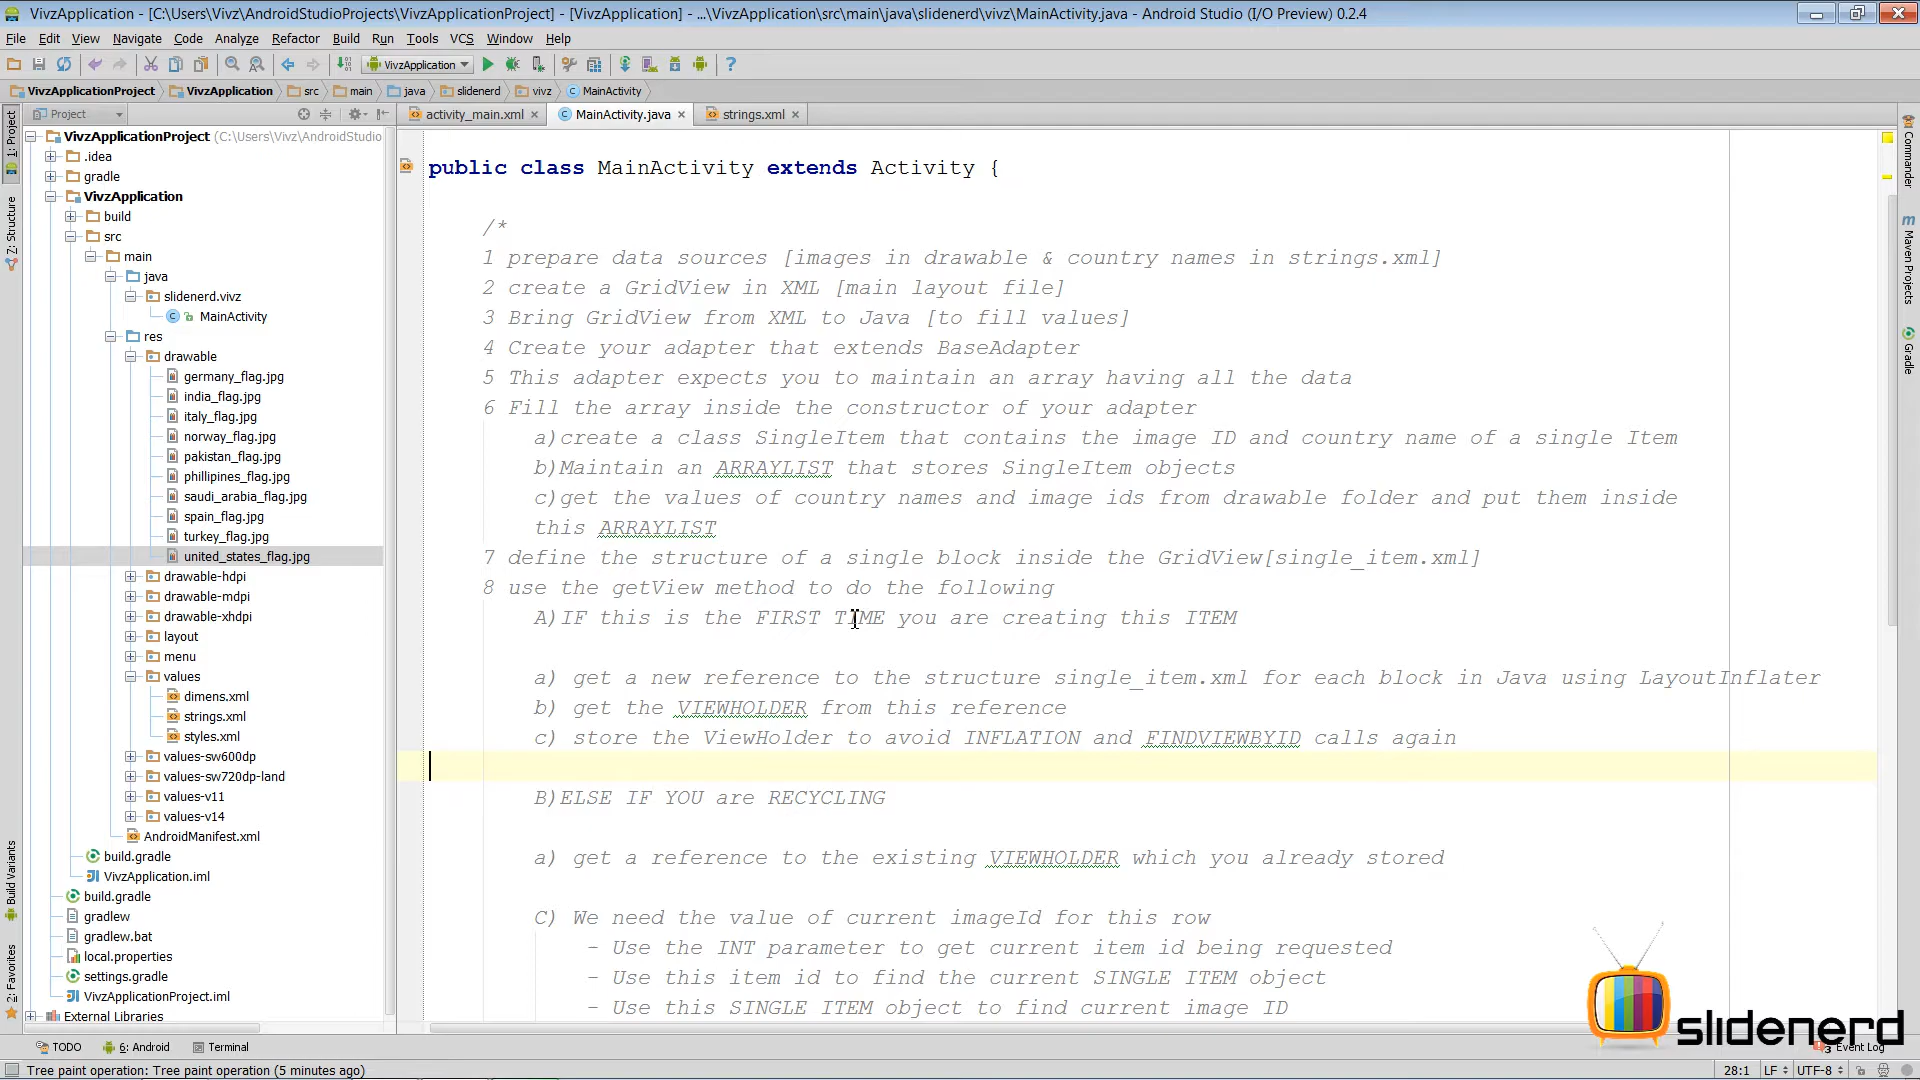 VivzApplicationProject - [C:\Users\Vivz\AndroidStudioProjects\VivzApplicationProject] - [VivzApplication] - ...\VivzApplication\src\main\java\slidenerd\vivz\MainActivity.java - Android Studio (I/O Preview) 0.2.4
File Edit View Navigate Code Analyze Refactor Build Run Tools VCS Window Help
VivzApplication
VivzApplicationProject VivzApplication src main java slidenerd vivz MainActivity
Project
activity_main.xml MainActivity.java strings.xml
1: Project
Z: Structure
Build Variants
2: Favorites
VivzApplicationProject (C:\Users\Vivz\AndroidStudio
.idea
gradle
VivzApplication
build
src
main
java
slidenerd.vivz
MainActivity
res
drawable
germany_flag.jpg
india_flag.jpg
italy_flag.jpg
norway_flag.jpg
pakistan_flag.jpg
phillipines_flag.jpg
saudi_arabia_flag.jpg
spain_flag.jpg
turkey_flag.jpg
united_states_flag.jpg
drawable-hdpi
drawable-mdpi
drawable-xhdpi
layout
menu
values
dimens.xml
strings.xml
styles.xml
values-sw600dp
values-sw720dp-land
values-v11
values-v14
AndroidManifest.xml
build.gradle
VivzApplication.iml
build.gradle
gradlew
gradlew.bat
local.properties
settings.gradle
VivzApplicationProject.iml
External Libraries
public class MainActivity extends Activity {
/*
1 prepare data sources [images in drawable & country names in strings.xml]
2 create a GridView in XML [main layout file]
3 Bring GridView from XML to Java [to fill values]
4 Create your adapter that extends BaseAdapter
5 This adapter expects you to maintain an array having all the data
6 Fill the array inside the constructor of your adapter
a)create a class SingleItem that contains the image ID and country name of a single Item
b)Maintain an ARRAYLIST that stores SingleItem objects
c)get the values of country names and image ids from drawable folder and put them inside
this ARRAYLIST
7 define the structure of a single block inside the GridView[single_item.xml]
8 use the getView method to do the following
A)IF this is the FIRST TIME you are creating this ITEM
a) get a new reference to the structure single_item.xml for each block in Java using LayoutInflater
b) get the VIEWHOLDER from this reference
c) store the ViewHolder to avoid INFLATION and FINDVIEWBYID calls again
B)ELSE IF YOU are RECYCLING
a) get a reference to the existing VIEWHOLDER which you already stored
C) We need the value of current imageId for this row
- Use the INT parameter to get current item id being requested
- Use this item id to find the current SINGLE ITEM object
- Use this SINGLE ITEM object to find current image ID
Commander
Maven Projects
Gradle
slidenerd
TODO 6: Android Terminal
3 Event Log
Tree paint operation: Tree paint operation (5 minutes ago)
28:1 LF UTF-8